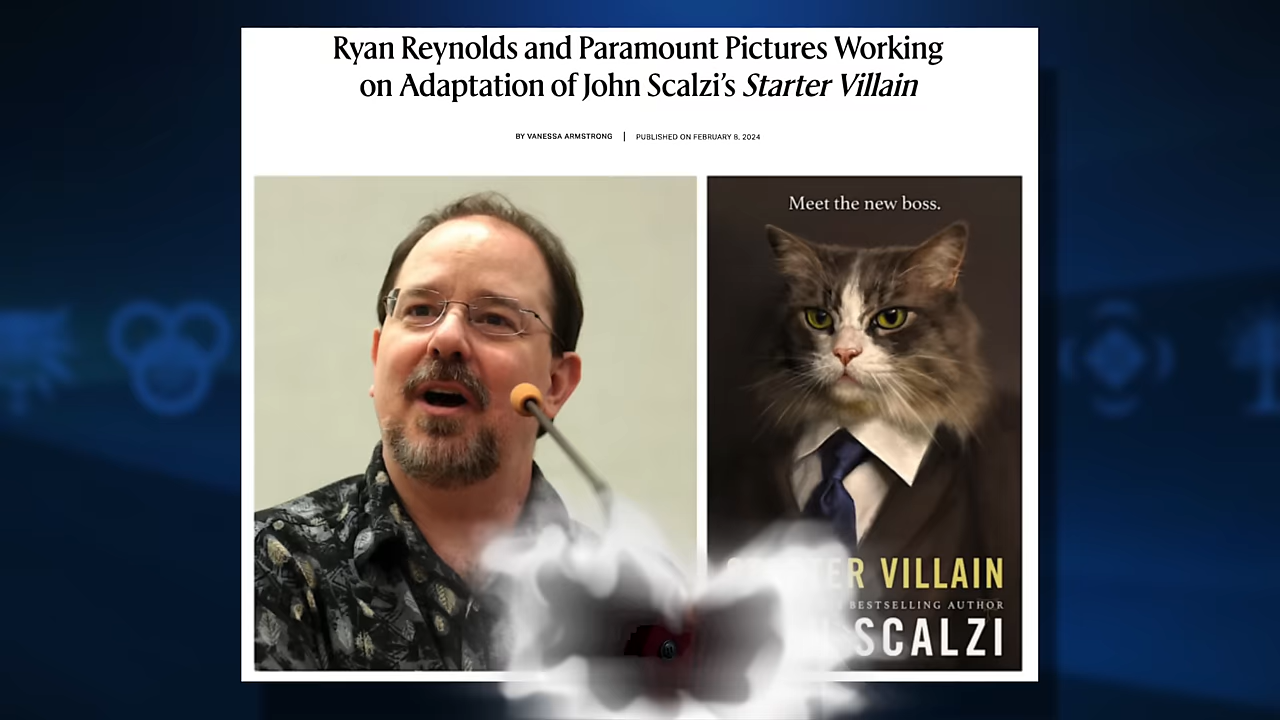 Ryan Reynolds and Paramount Pictures Working
on Adaptation of John Scalzi's Starter Villain
BY VANESSA ARMSTRONG | PUBLISHED ON FEBRUARY 8, 2024
Meet the new boss.
VILLAIN
BESTSELLING AUTHOR
SCALZI